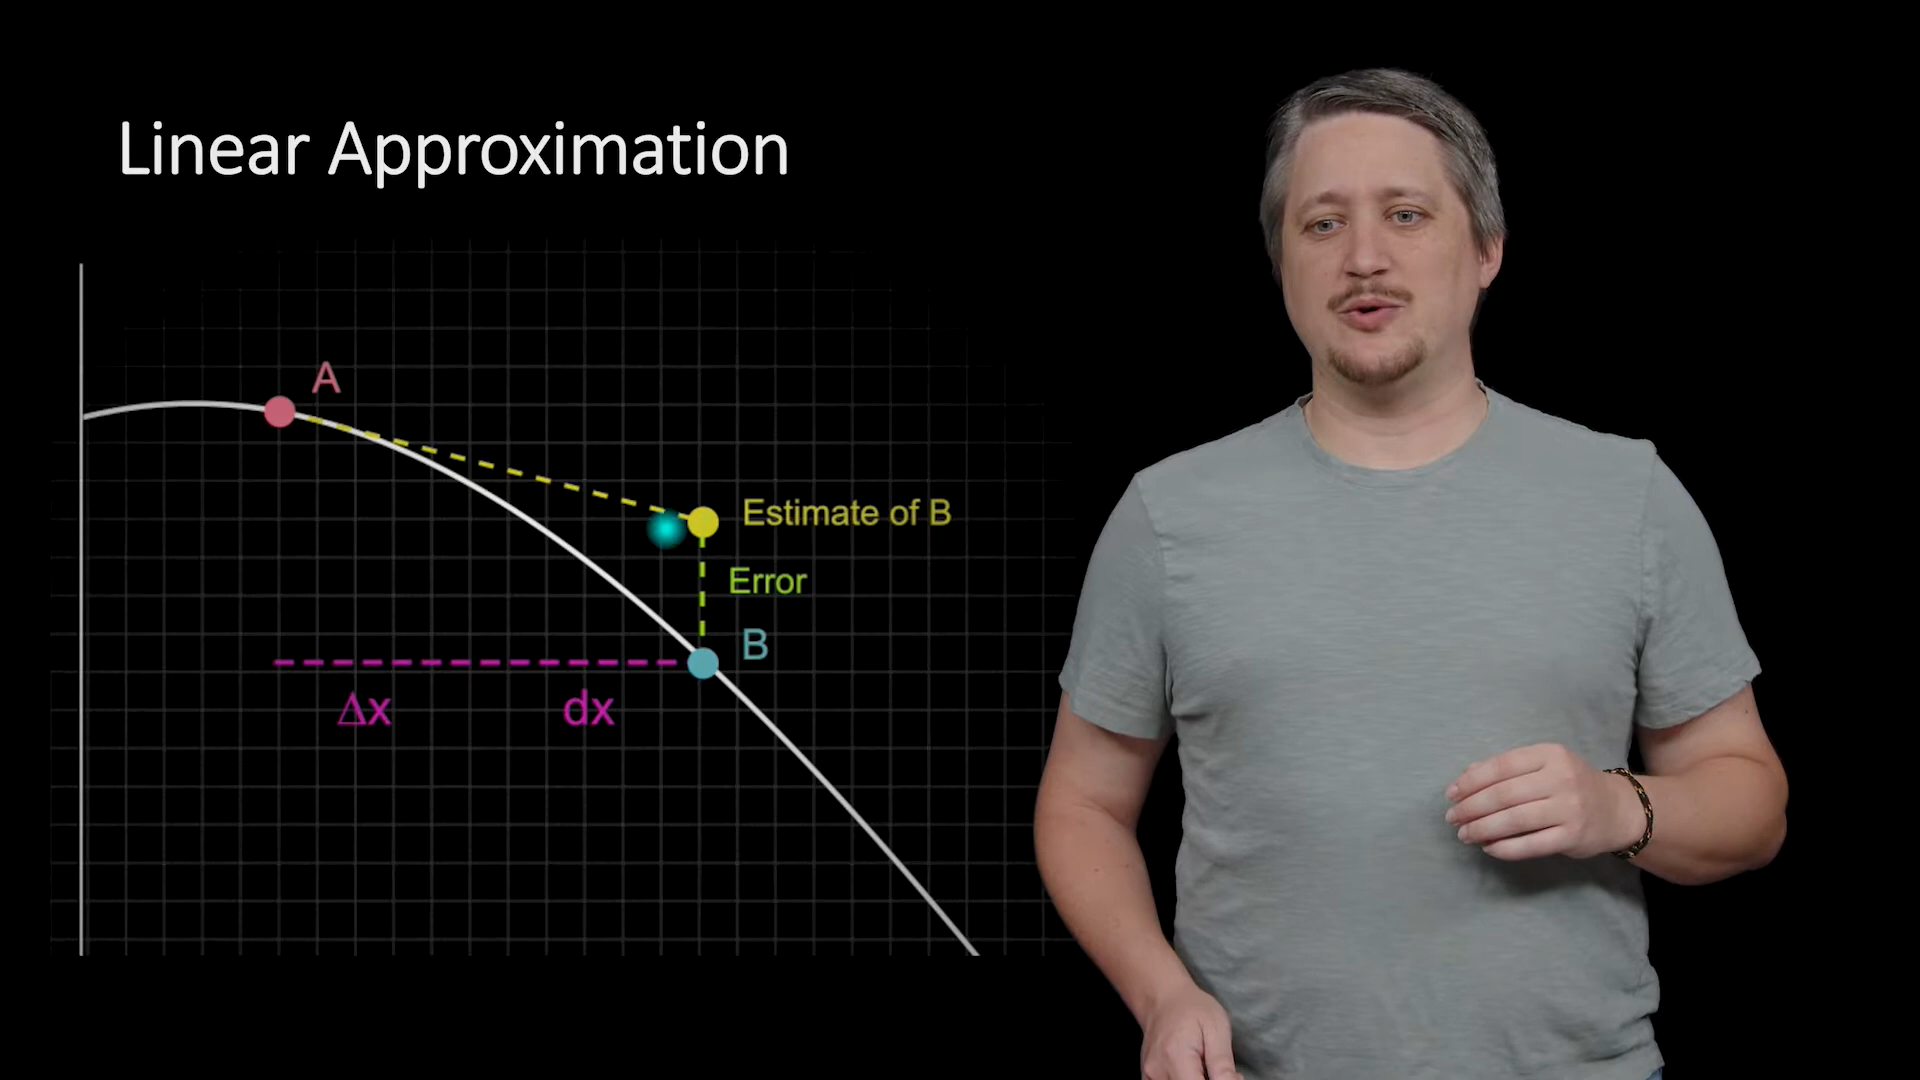 Linear Approximation
A
Estimate of B
Error
B
Δx
dx